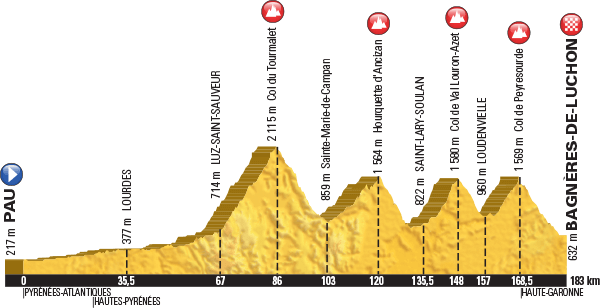 217 m PAU
377 m LOURDES
714 m LUZ-SAINT-SAUVEUR
2 115 m Col du Tourmalet
859 m Sainte-Marie-de-Campan
1 564 m Hourquette d'Ancizan
822 m SAINT-LARY-SOULAN
1 580 m Col de Val Louron-Azet
960 m LOUDENVIELLE
1 569 m Col de Peyresourde
632 m BAGNÈRES-DE-LUCHON
0 35,5 67 86 103 120 135,5 148 157 168,5 183 km
PYRÉNÉES-ATLANTIQUES
HAUTES-PYRÉNÉES
HAUTE-GARONNE